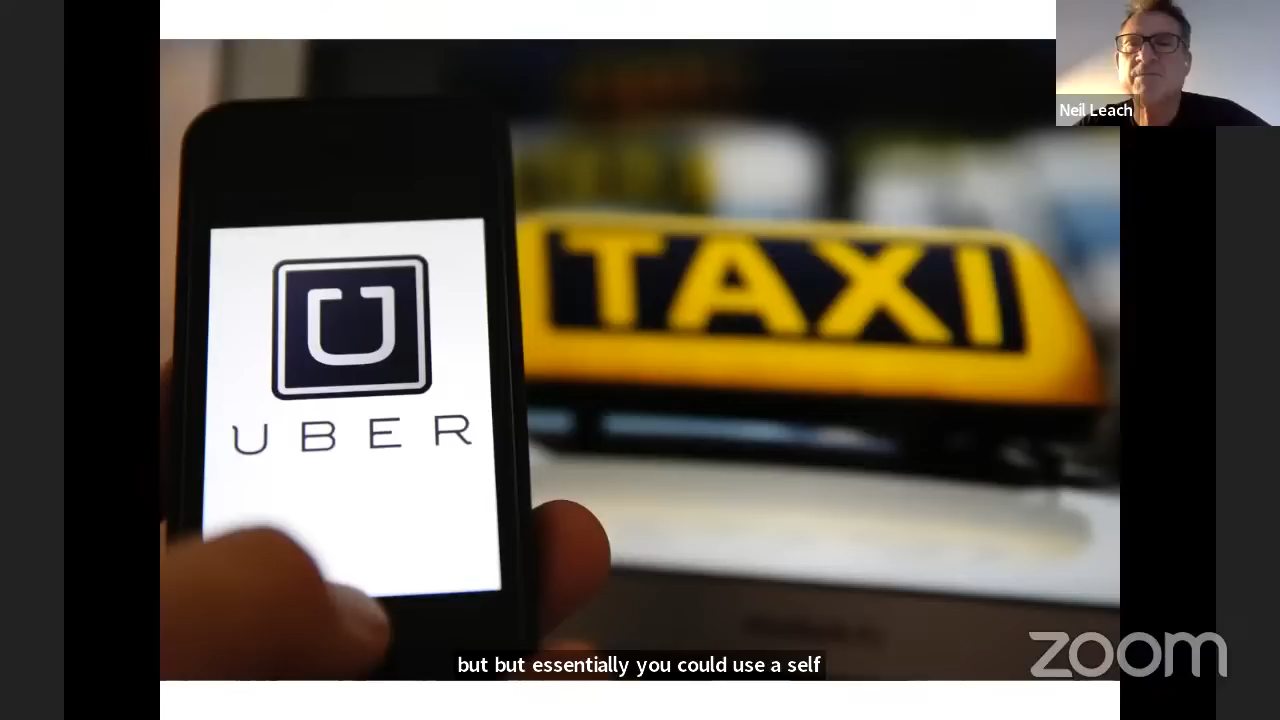 Neil Leach
U
UBER
TAXI
but but essentially you could use a self
zoom